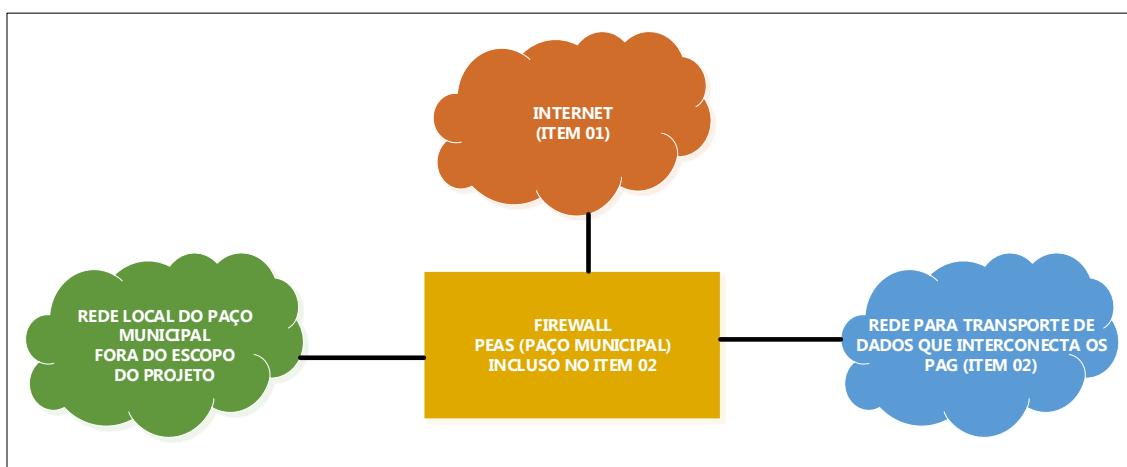 INTERNET
(ITEM 01)
REDE LOCAL DO PAÇO
MUNICIPAL
FORA DO ESCOPO
DO PROJETO
FIREWALL
PEAS (PAÇO MUNICIPAL)
INCLUSO NO ITEM 02
REDE PARA TRANSPORTE DE
DADOS QUE INTERCONECTA OS
PAG (ITEM 02)